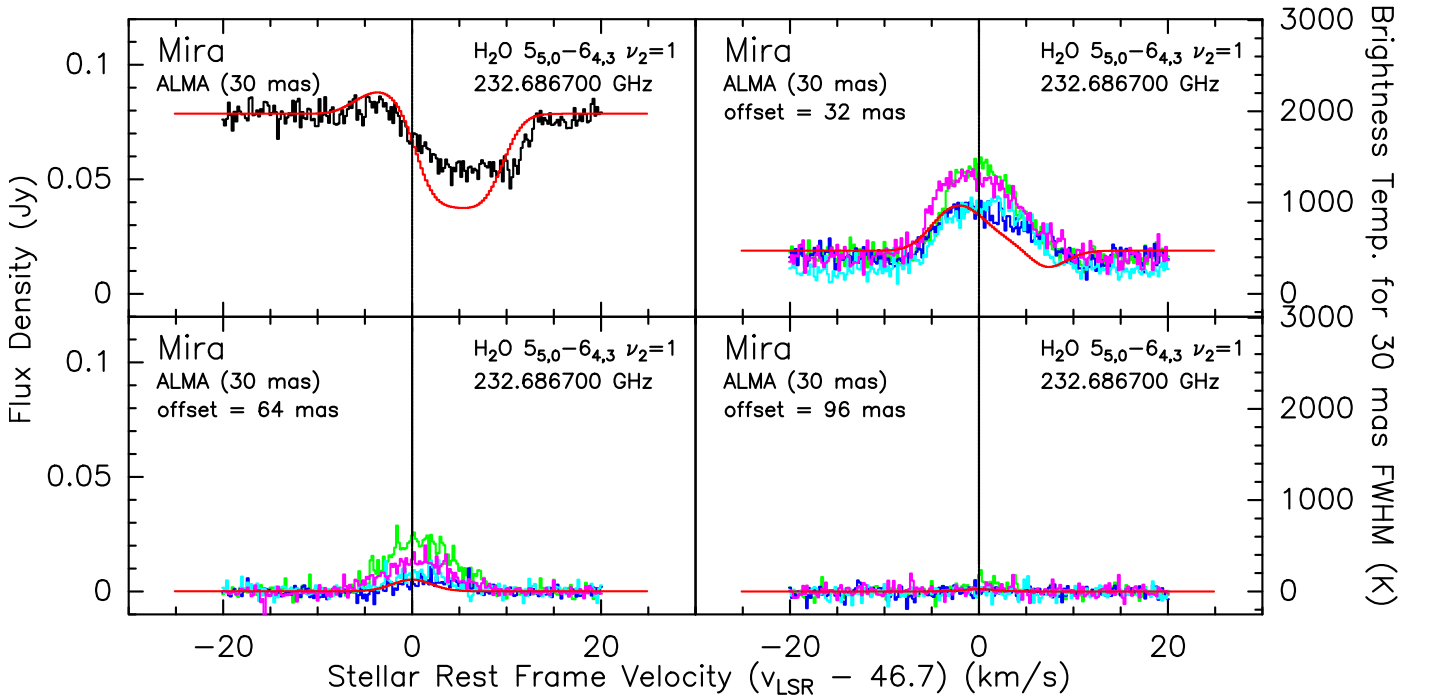 Mira
H₂O 5₅,₀−6₄,₃ ν₂=1
ALMA (30 mas)
232.686700 GHz
Mira
H₂O 5₅,₀−6₄,₃ ν₂=1
ALMA (30 mas)
232.686700 GHz
offset = 32 mas
Mira
H₂O 5₅,₀−6₄,₃ ν₂=1
ALMA (30 mas)
232.686700 GHz
offset = 64 mas
Mira
H₂O 5₅,₀−6₄,₃ ν₂=1
ALMA (30 mas)
232.686700 GHz
offset = 96 mas
0.1
0.05
0
0.1
0.05
0
3000
2000
1000
0
3000
2000
1000
0
−20
0
20
−20
0
20
Flux Density (Jy)
Brightness Temp. for 30 mas FWHM (K)
Stellar Rest Frame Velocity (v_LSR − 46.7) (km/s)